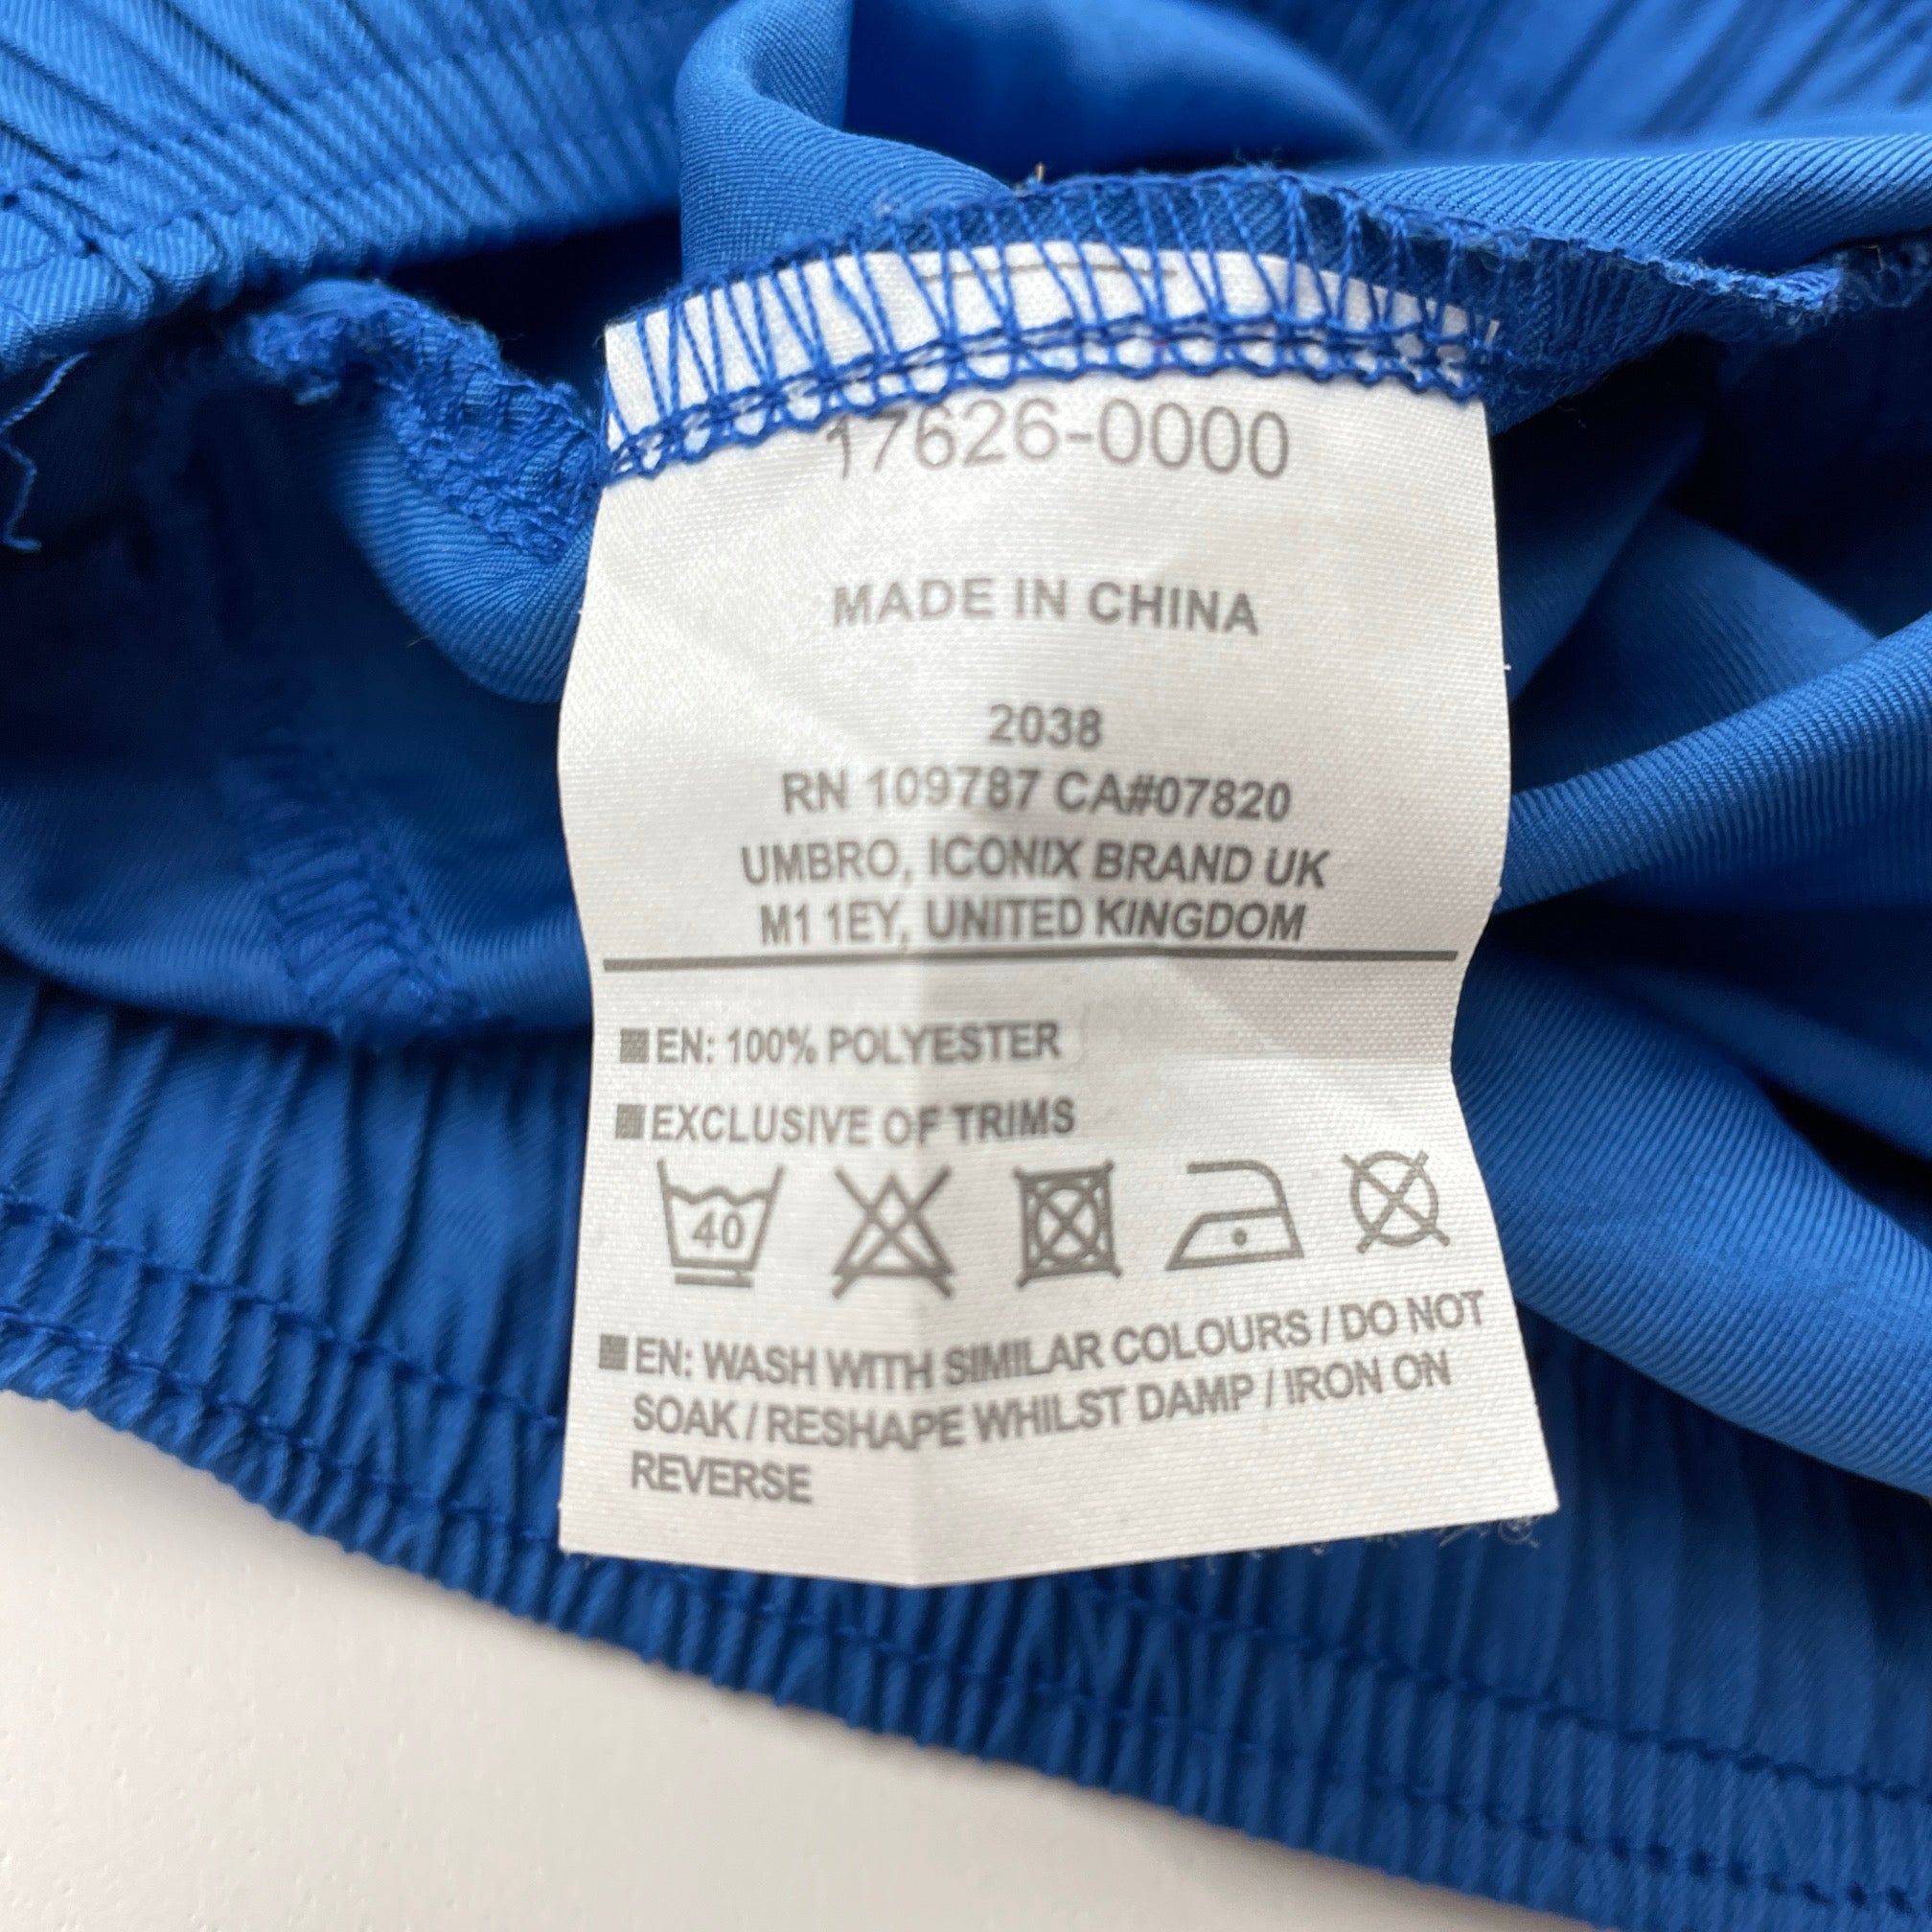 17626-0000
MADE IN CHINA
2038
RN 109787 CA#07820
UMBRO, ICONIX BRAND UK
M1 1EY, UNITED KINGDOM
EN: 100% POLYESTER
EXCLUSIVE OF TRIMS
40
EN: WASH WITH SIMILAR COLOURS / DO NOT
SOAK / RESHAPE WHILST DAMP / IRON ON
REVERSE